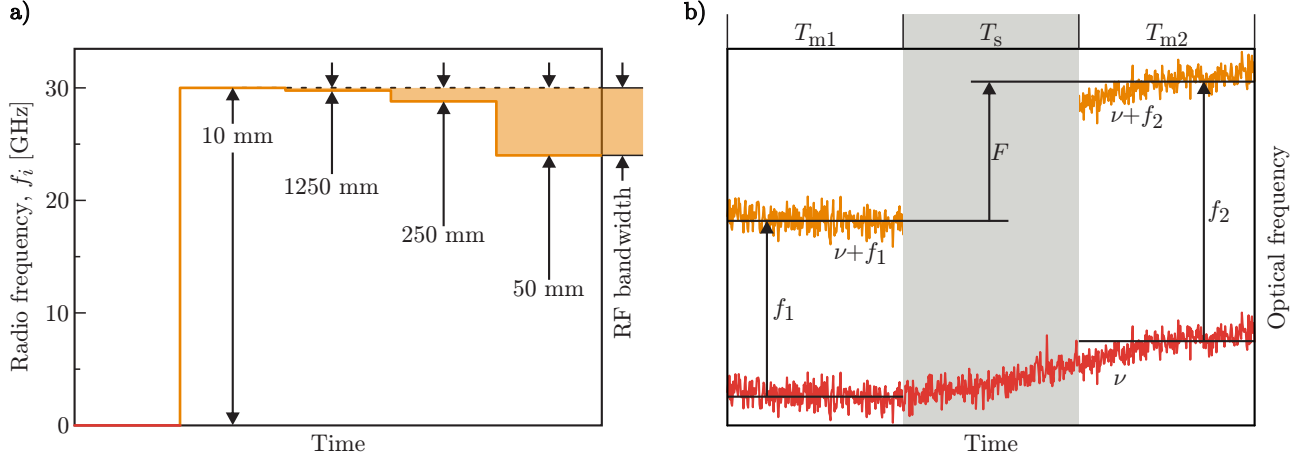 a)
Radio frequency, f_i [GHz]
30
20
10
0
10 mm
1250 mm
250 mm
50 mm
RF bandwidth
Time
b)
T_m1
T_s
T_m2
ν+f_2
F
ν+f_1
f_2
f_1
ν
Optical frequency
Time